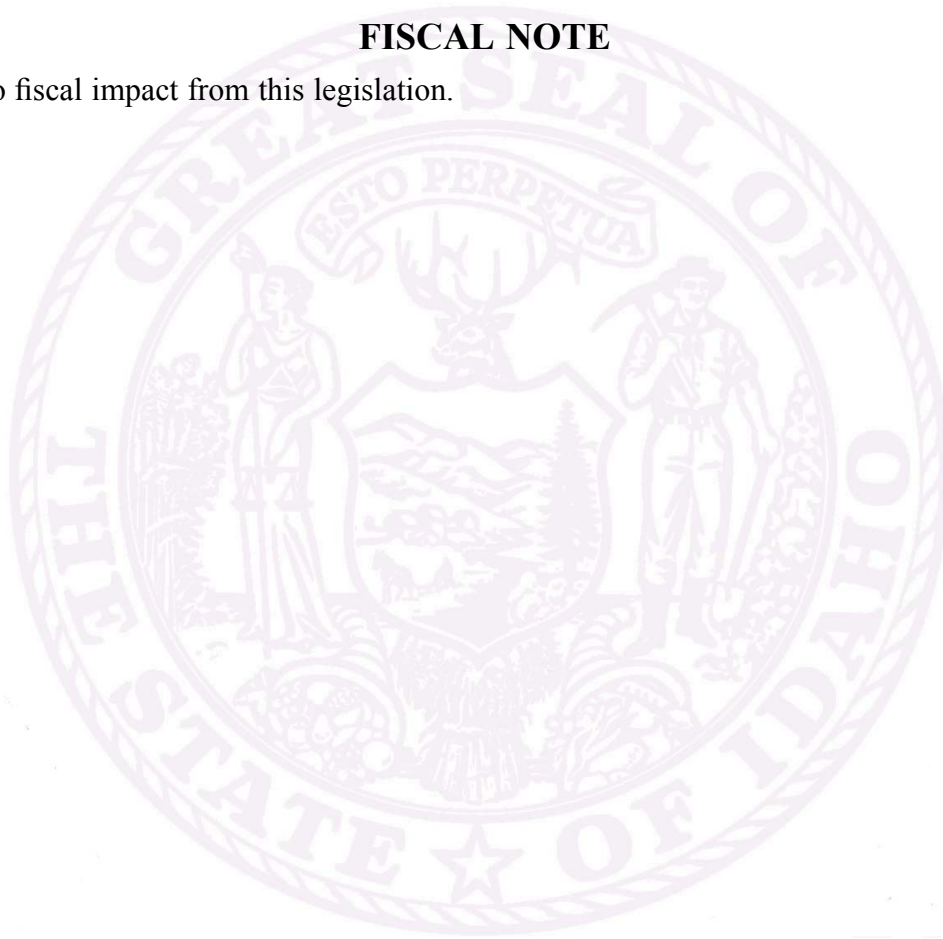 FISCAL NOTE
o fiscal impact from this legislation.
GREAT SEAL OF
ESTO PERPETUA
THE STATE OF IDAHO